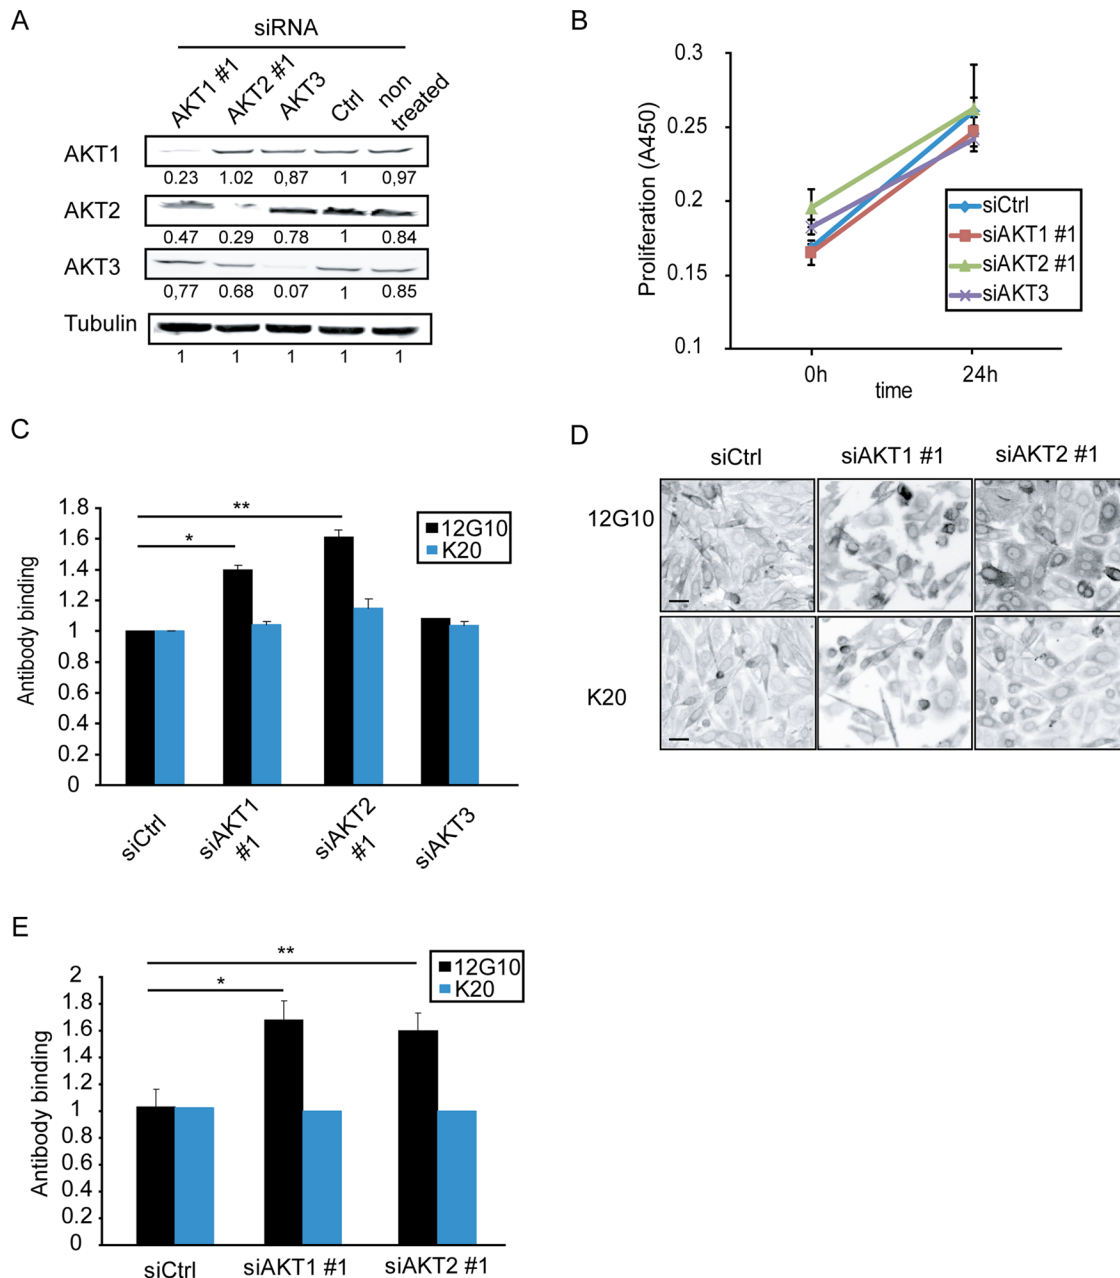 A
siRNA
AKT1 #1
AKT2 #1
AKT3
Ctrl
non
treated
AKT1
0.23 1.02 0,87 1 0,97
AKT2
0.47 0.29 0.78 1 0.84
AKT3
0,77 0.68 0.07 1 0.85
Tubulin
1 1 1 1 1
B
Proliferation (A450)
0.3
0.25
0.2
0.15
0.1
0h
24h
time
siCtrl
siAKT1 #1
siAKT2 #1
siAKT3
C
Antibody binding
1.8
1.6
1.4
1.2
1
0.8
0.6
0.4
0.2
0
**
*
12G10
K20
siCtrl
siAKT1
#1
siAKT2
#1
siAKT3
D
siCtrl
siAKT1 #1
siAKT2 #1
12G10
K20
E
Antibody binding
2
1.8
1.6
1.4
1.2
1
0.8
0.6
0.4
0.2
0
**
*
12G10
K20
siCtrl
siAKT1 #1
siAKT2 #1